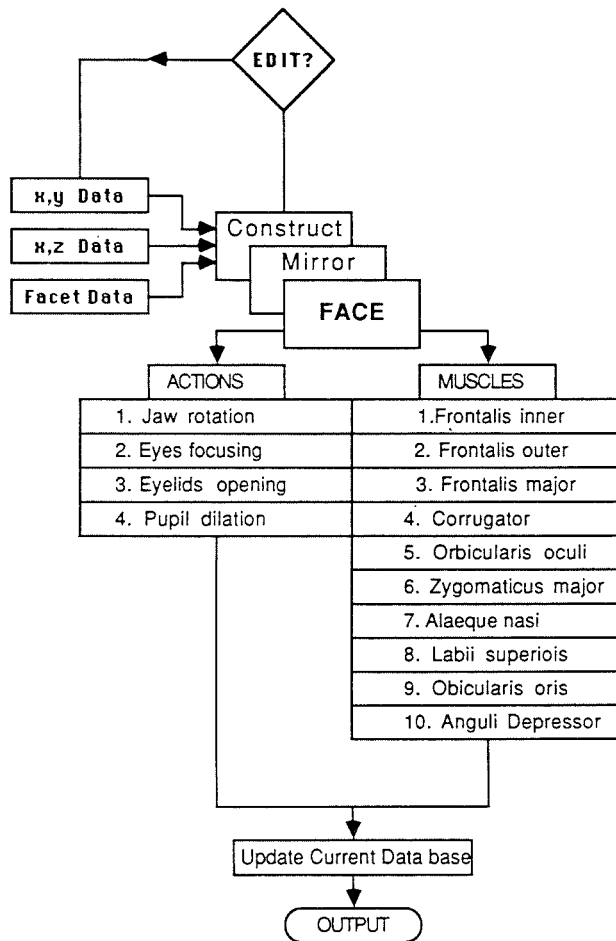 EDIT?
x,y Data
x,z Data
Facet Data
Construct
Mirror
FACE
ACTIONS
1. Jaw rotation
2. Eyes focusing
3. Eyelids opening
4. Pupil dilation
MUSCLES
1.Frontalis inner
2. Frontalis outer
3. Frontalis major
4. Corrugator
5. Orbicularis oculi
6. Zygomaticus major
7. Alaeque nasi
8. Labii superiois
9. Obicularis oris
10. Anguli Depressor
Update Current Data base
OUTPUT